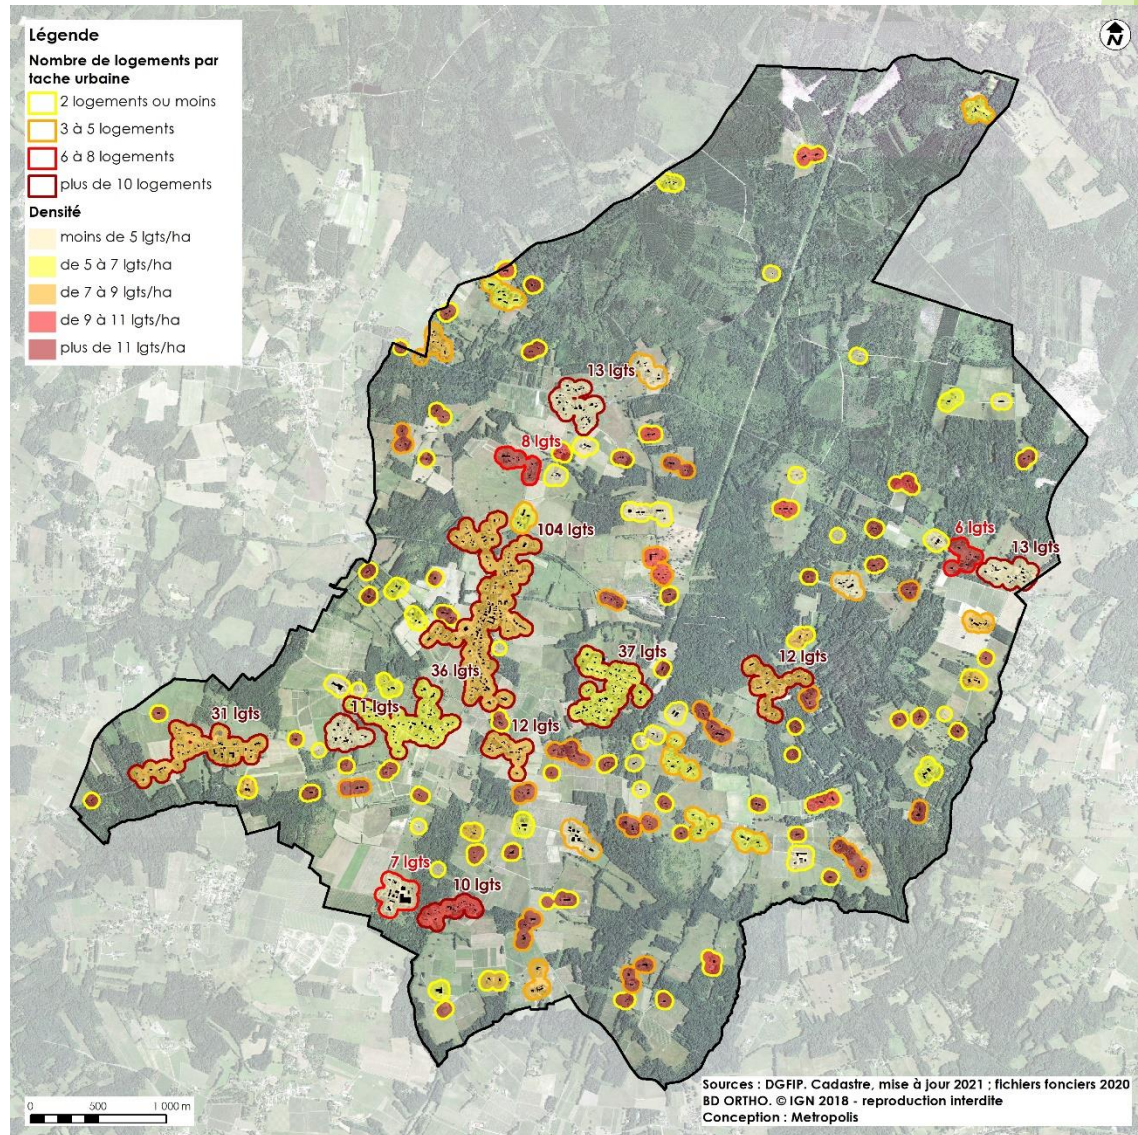 Légende
Nombre de logements par
tache urbaine
2 logements ou moins
3 à 5 logements
6 à 8 logements
plus de 10 logements
Densité
moins de 5 lgts/ha
de 5 à 7 lgts/ha
de 7 à 9 lgts/ha
de 9 à 11 lgts/ha
plus de 11 lgts/ha
N
13 lgts
8 lgts
104 lgts
6 lgts
13 lgts
36 lgts
37 lgts
12 lgts
31 lgts
11 lgts
12 lgts
7 lgts
10 lgts
0 500 1 000 m
Sources : DGFIP. Cadastre, mise à jour 2021 ; fichiers fonciers 2020
BD ORTHO. © IGN 2018 - reproduction interdite
Conception : Metropolis